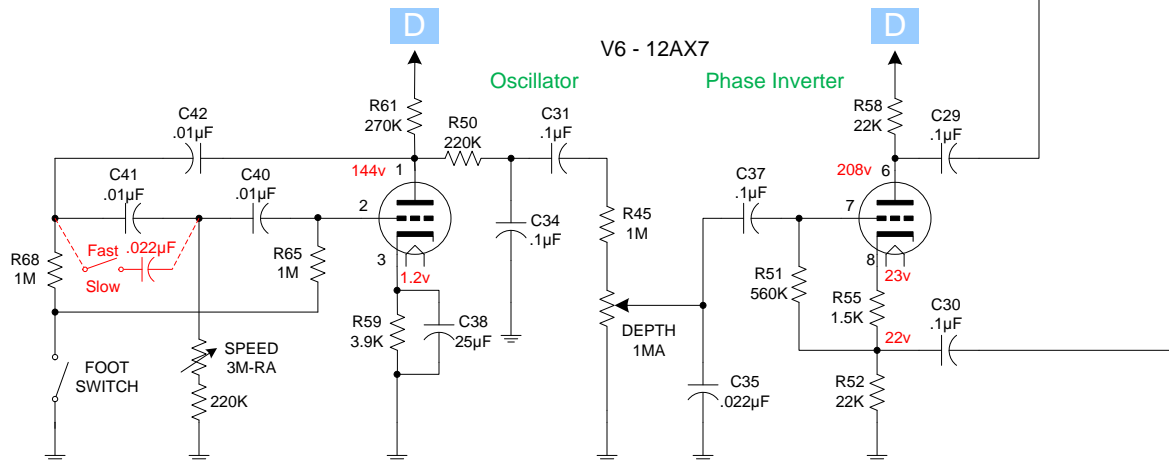 D
D
V6 - 12AX7
Oscillator
Phase Inverter
C42
.01µF
R61
270K
R50
220K
C31
.1µF
R58
22K
C29
.1µF
C41
.01µF
C40
.01µF
144v
1
2
3
1.2v
C34
.1µF
R45
1M
C37
.1µF
208v
6
7
8
23v
R68
1M
Fast
.022µF
Slow
R65
1M
R51
560K
R55
1.5K
C30
.1µF
22v
R59
3.9K
C38
25µF
DEPTH
1MA
FOOT
SWITCH
SPEED
3M-RA
220K
C35
.022µF
R52
22K